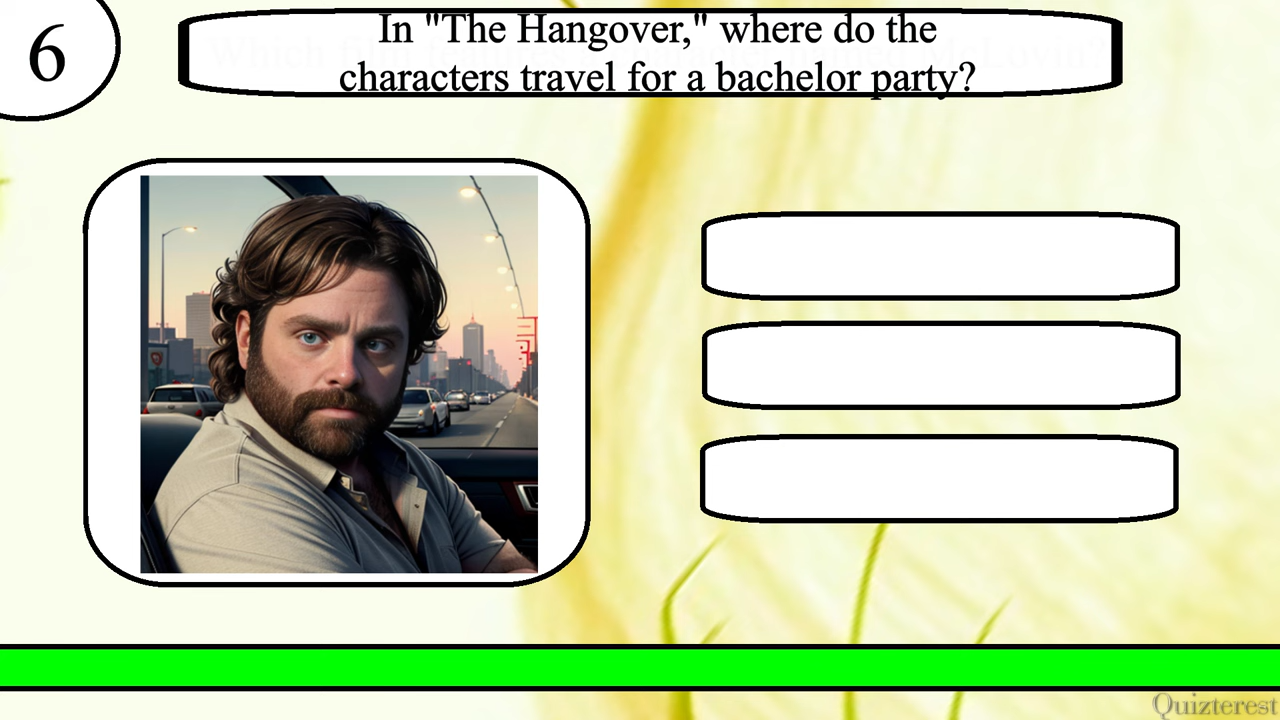 6
In "The Hangover," where do the
characters travel for a bachelor party?
Quizterest